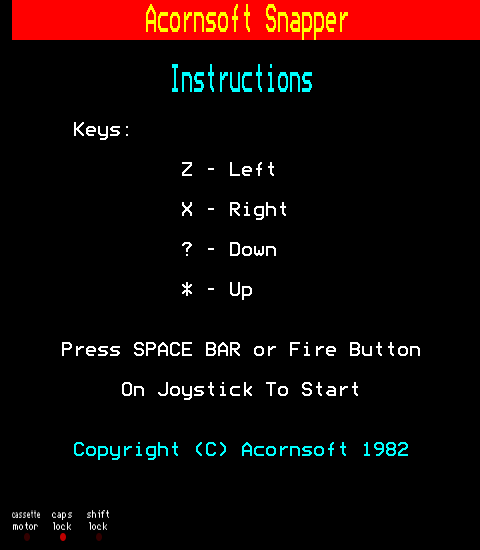 Acornsoft Snapper
Instructions
Keys:
Z - Left
X - Right
? - Down
* - Up
Press SPACE BAR or Fire Button
On Joystick To Start
Copyright (C) Acornsoft 1982
cassette caps shift
motor lock lock